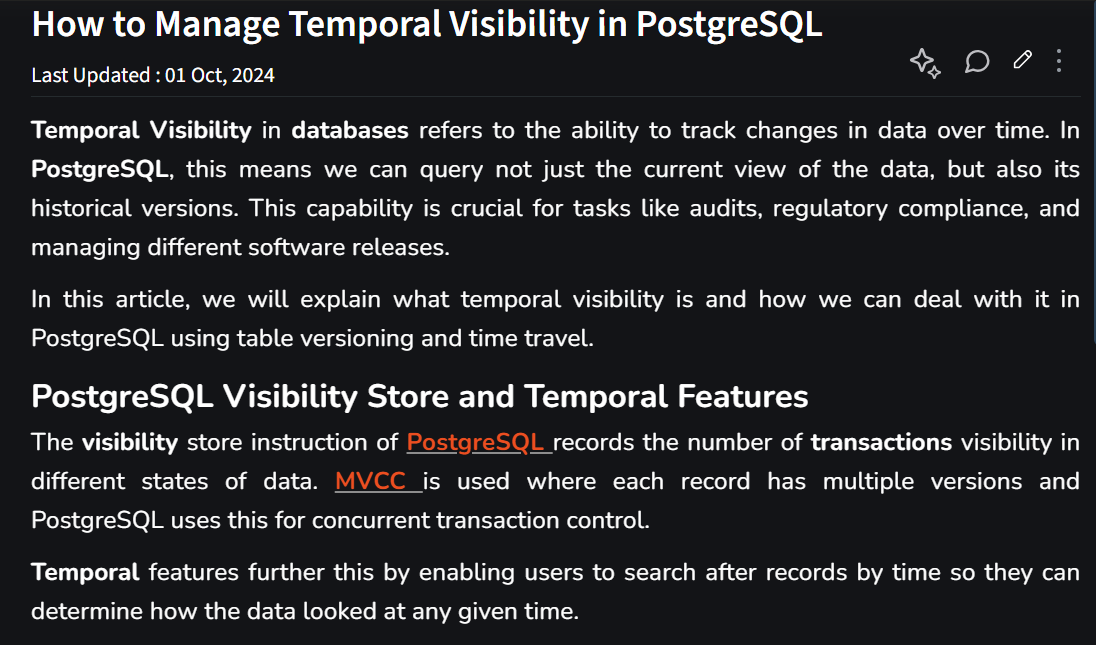 How to Manage Temporal Visibility in PostgreSQL
Last Updated : 01 Oct, 2024
Temporal Visibility in databases refers to the ability to track changes in data over time. In
PostgreSQL, this means we can query not just the current view of the data, but also its
historical versions. This capability is crucial for tasks like audits, regulatory compliance, and
managing different software releases.
In this article, we will explain what temporal visibility is and how we can deal with it in
PostgreSQL using table versioning and time travel.
PostgreSQL Visibility Store and Temporal Features
The visibility store instruction of PostgreSQL records the number of transactions visibility in
different states of data. MVCC is used where each record has multiple versions and
PostgreSQL uses this for concurrent transaction control.
Temporal features further this by enabling users to search after records by time so they can
determine how the data looked at any given time.